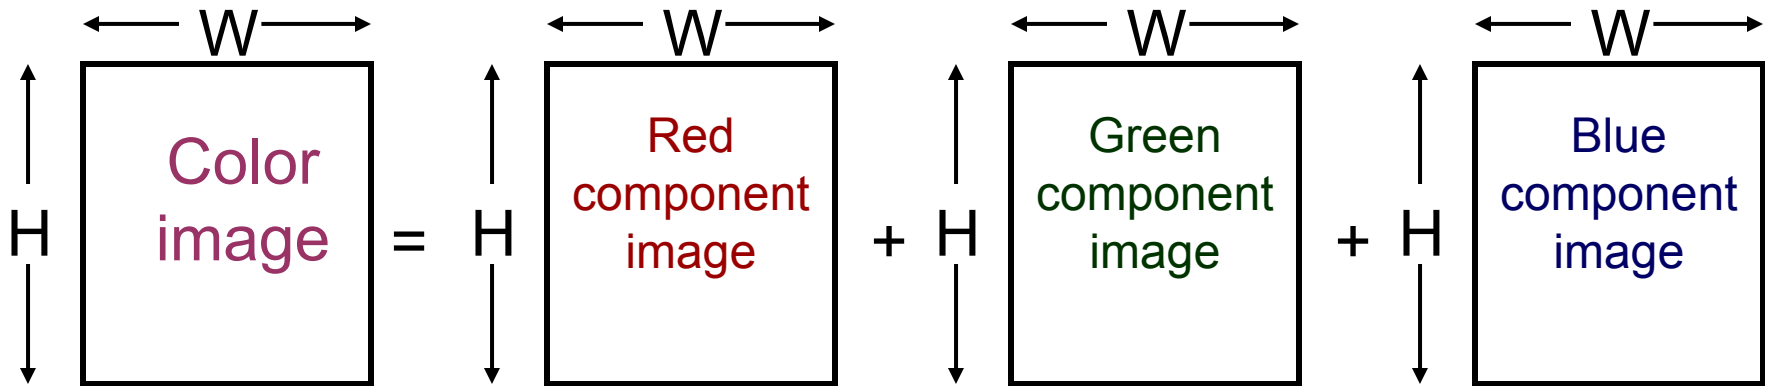 W W W W
H Color image = H Red component image + H Green component image + H Blue component image